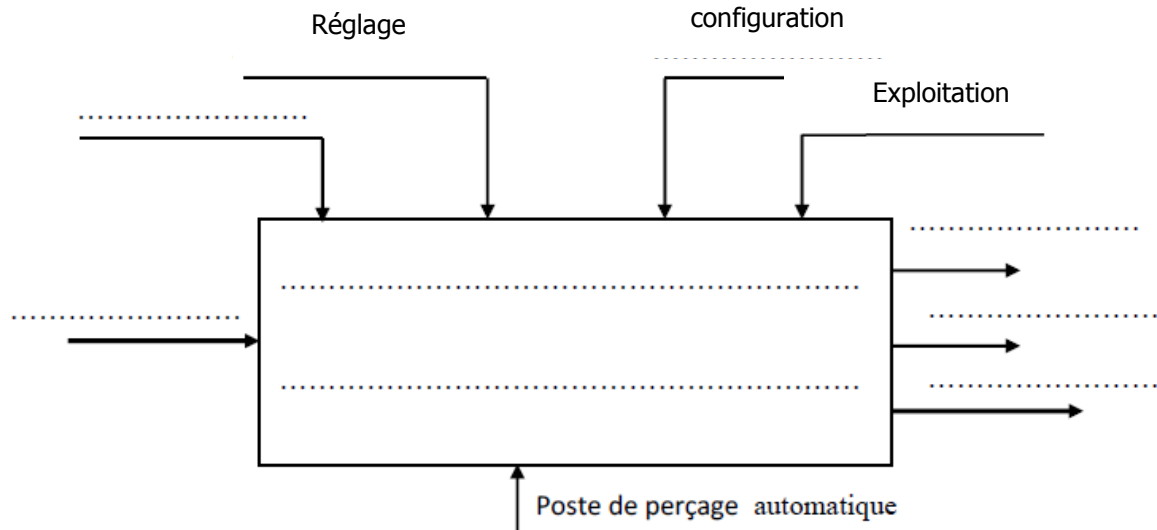 Réglage
configuration
Exploitation
Poste de perçage automatique